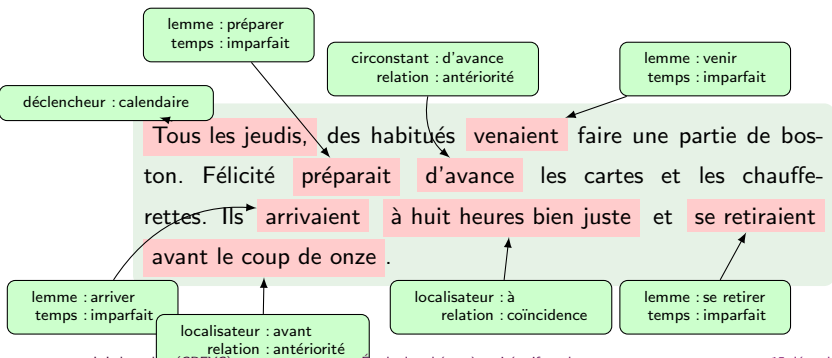 lemme : préparer
temps : imparfait
circonstant : d'avance
relation : antériorité
lemme : venir
temps : imparfait
déclencheur : calendaire
Tous les jeudis, des habitués venaient faire une partie de bos-
ton. Félicité préparait d'avance les cartes et les chauffe-
rettes. Ils arrivaient à huit heures bien juste et se retiraient
avant le coup de onze .
lemme : arriver
temps : imparfait
localisateur : à
relation : coïncidence
lemme : se retirer
temps : imparfait
localisateur : avant
relation : antériorité